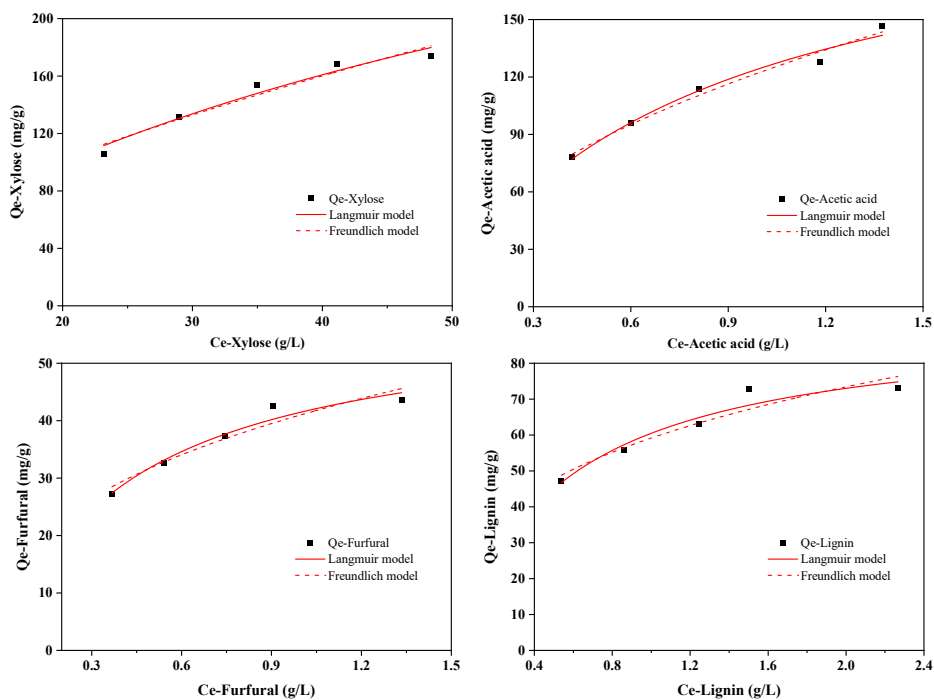 200
160
120
80
40
0
Qe-Xylose (mg/g)
Qe-Xylose
Langmuir model
Freundlich model
20
30
40
50
Ce-Xylose (g/L)
150
120
90
60
30
0
Qe-Acetic acid (mg/g)
Qe-Acetic acid
Langmuir model
Freundlich model
0.3
0.6
0.9
1.2
1.5
Ce-Acetic acid (g/L)
50
40
30
20
10
0
Qe-Furfural (mg/g)
Qe-Furfural
Langmuir model
Freundlich model
0.3
0.6
0.9
1.2
1.5
Ce-Furfural (g/L)
80
70
60
50
40
30
20
10
0
Qe-Lignin (mg/g)
Qe-Lignin
Langmuir model
Freundlich model
0.4
0.8
1.2
1.6
2.0
2.4
Ce-Lignin (g/L)